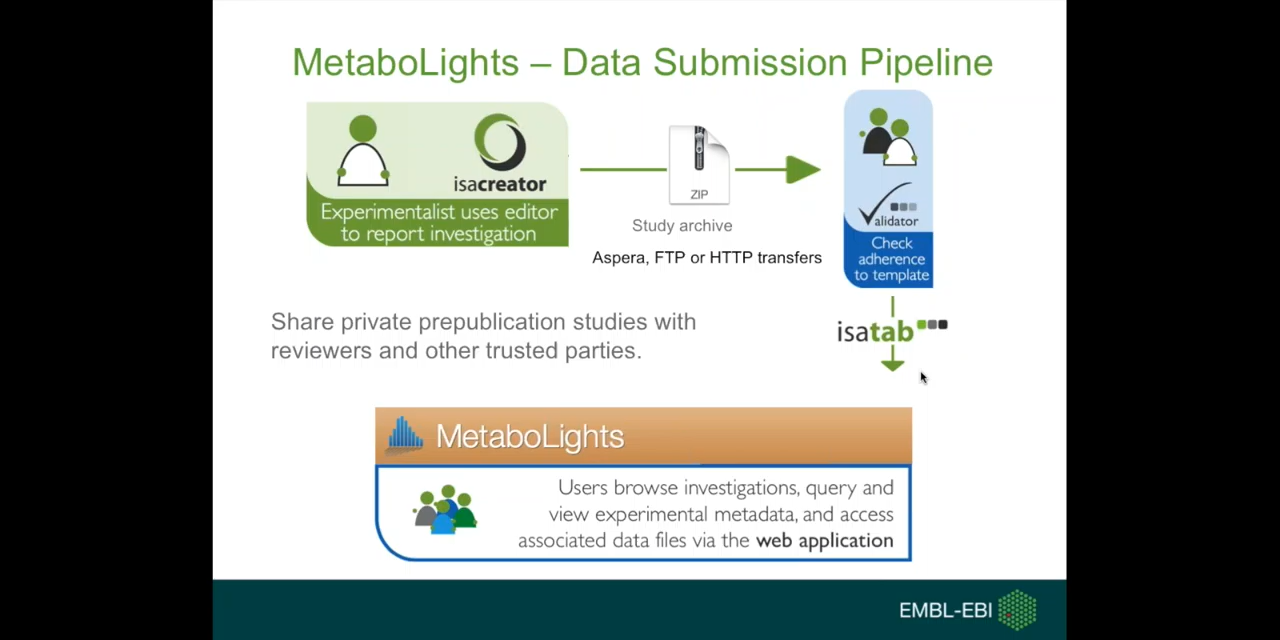 MetaboLights – Data Submission Pipeline
isacreator
Experimentalist uses editor
to report investigation
ZIP
Study archive
Aspera, FTP or HTTP transfers
alidator
Check
adherence
to template
isatab
Share private prepublication studies with
reviewers and other trusted parties.
MetaboLights
Users browse investigations, query and
view experimental metadata, and access
associated data files via the web application
EMBL-EBI